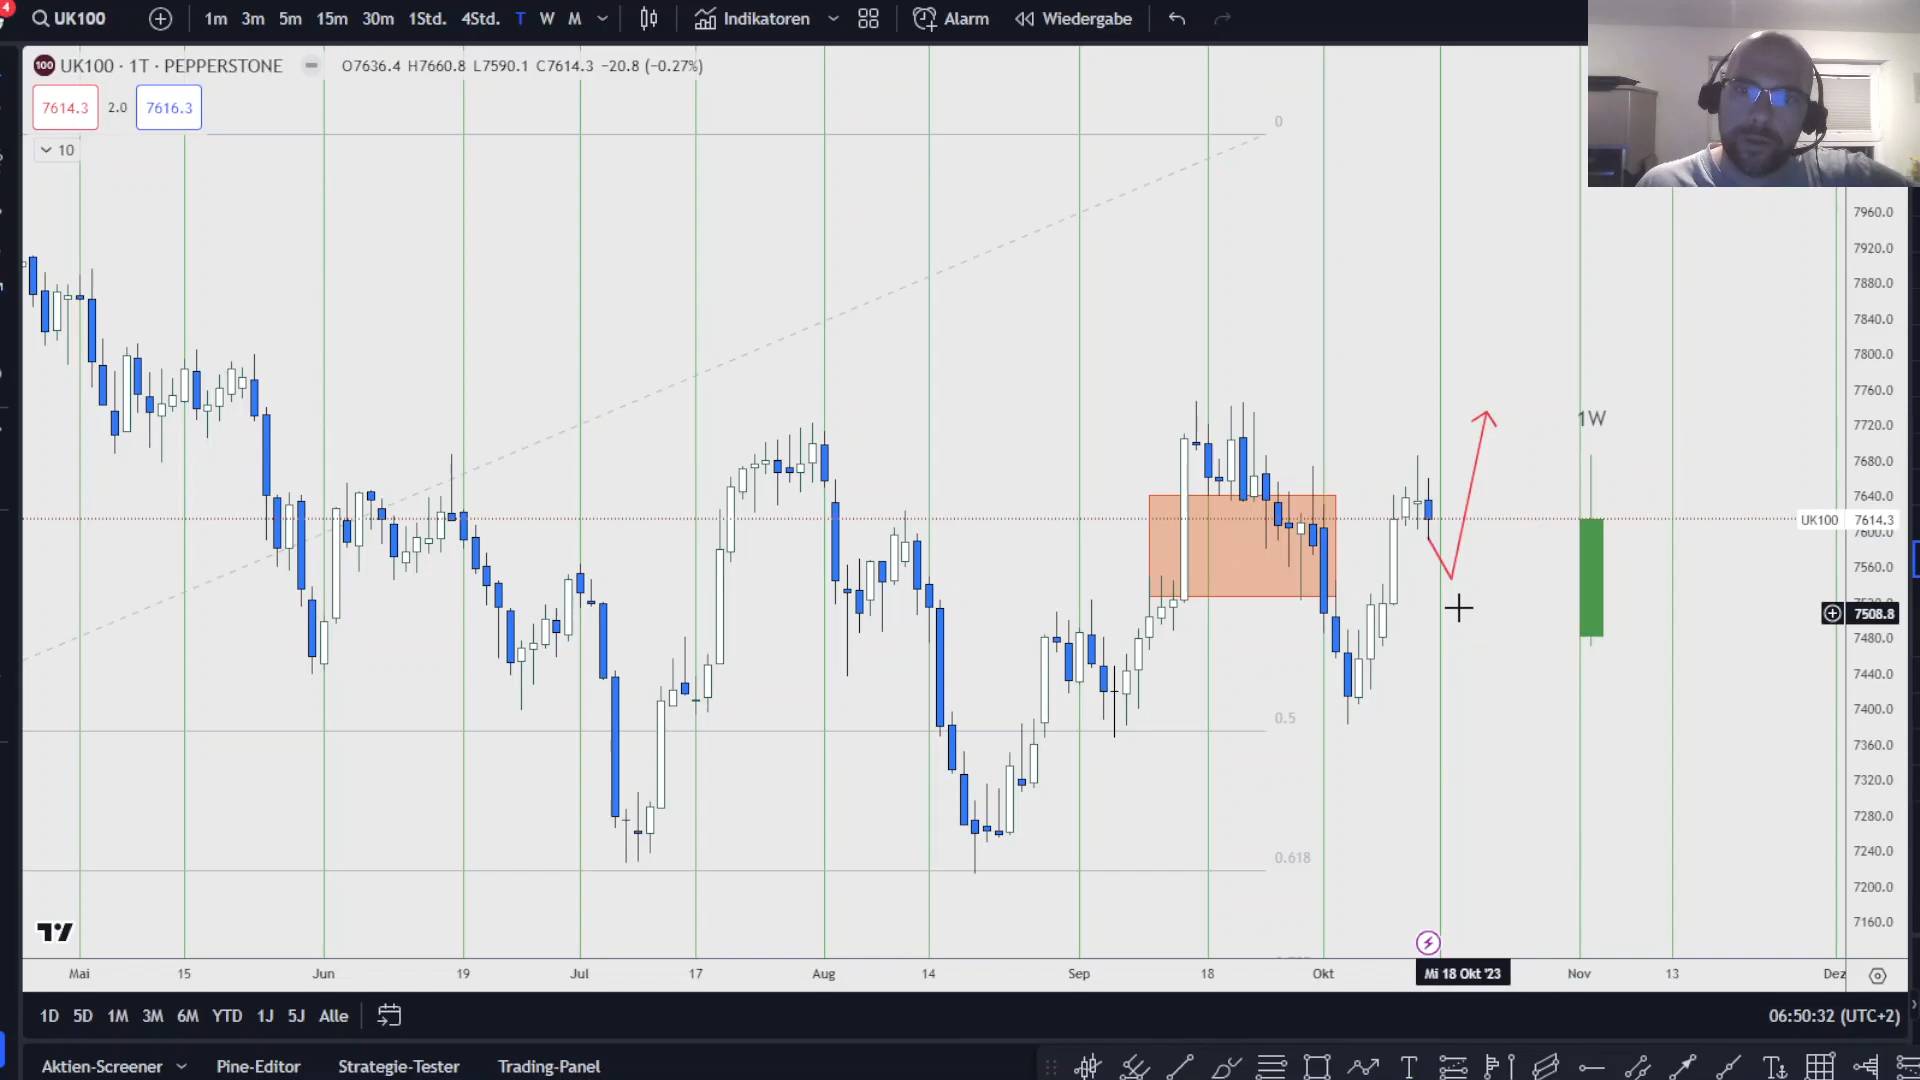 4
UK100
1m 3m 5m 15m 30m 1Std. 4Std. T W M
Indikatoren
Alarm
Wiedergabe
100 UK100 · 1T · PEPPERSTONE
O7636.4 H7660.8 L7590.1 C7614.3 −20.8 (−0.27%)
7614.3 2.0 7616.3
10
0
0.5
0.618
1W
7960.0
7920.0
7880.0
7840.0
7800.0
7760.0
7720.0
7680.0
7640.0
UK100 7614.3
7600.0
7560.0
7508.8
7480.0
7440.0
7400.0
7360.0
7320.0
7280.0
7240.0
7200.0
7160.0
Mai 15 Jun 19 Jul 17 Aug 14 Sep 18 Okt Mi 18 Okt '23 Nov 13 Dez
1D 5D 1M 3M 6M YTD 1J 5J Alle
06:50:32 (UTC+2)
Aktien-Screener Pine-Editor Strategie-Tester Trading-Panel